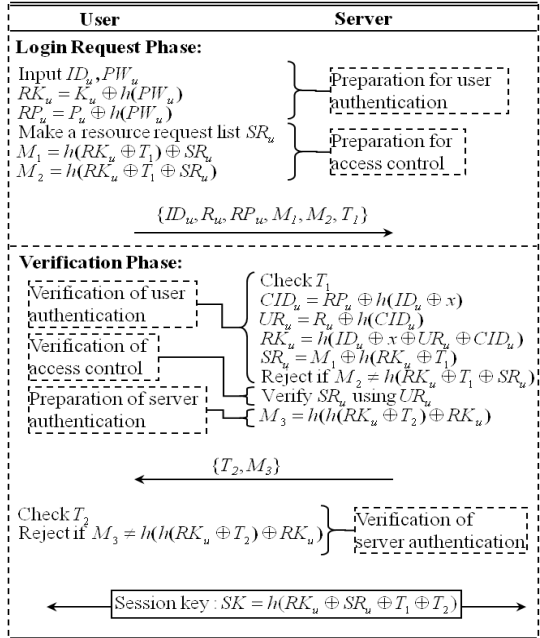 User Server
Login Request Phase:
Input ID_u, PW_u
RK_u = K_u ⊕ h(PW_u)
RP_u = P_u ⊕ h(PW_u)
Preparation for user
authentication
Make a resource request list SR_u
M_1 = h(RK_u ⊕ T_1) ⊕ SR_u
M_2 = h(RK_u ⊕ T_1 ⊕ SR_u)
Preparation for
access control
{ID_u, R_u, RP_u, M_1, M_2, T_1}
Verification Phase:
Verification of user
authentication
Check T_1
CID_u = RP_u ⊕ h(ID_u ⊕ x)
UR_u = R_u ⊕ h(CID_u)
RK_u = h(ID_u ⊕ x ⊕ UR_u ⊕ CID_u)
SR_u = M_1 ⊕ h(RK_u ⊕ T_1)
Reject if M_2 ≠ h(RK_u ⊕ T_1 ⊕ SR_u)
Verification of
access control
Verify SR_u using UR_u
Preparation of server
authentication
M_3 = h(h(RK_u ⊕ T_2) ⊕ RK_u)
{T_2, M_3}
Check T_2
Reject if M_3 ≠ h(h(RK_u ⊕ T_2) ⊕ RK_u)
Verification of
server authentication
Session key : SK = h(RK_u ⊕ SR_u ⊕ T_1 ⊕ T_2)